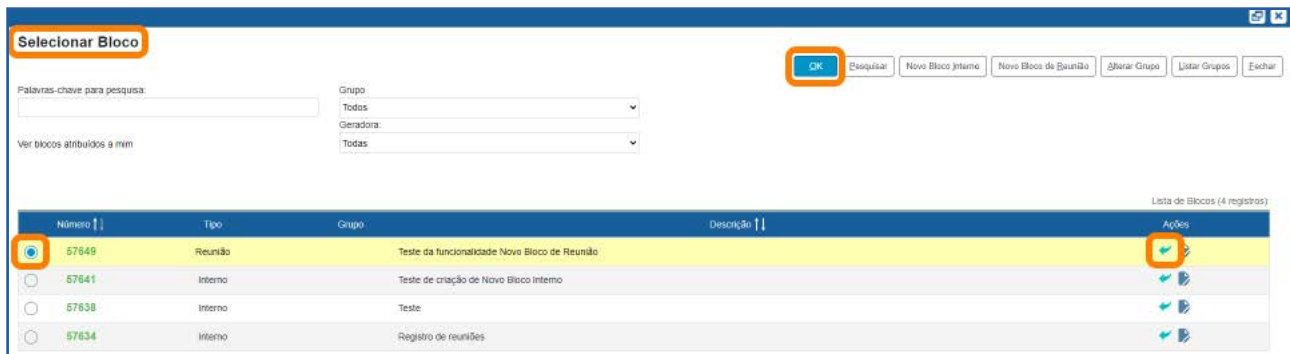 Selecionar Bloco
OK Pesquisar Novo Bloco Interno Novo Bloco de Reunião Alterar Grupo Listar Grupos Fechar
Palavras-chave para pesquisa: Grupo
Todos
Geradora:
Ver blocos atribuídos a mim Todas
Lista de Blocos (4 registros):
Número Tipo Grupo Descrição Ações
57649 Reunião Teste da funcionalidade Novo Bloco de Reunião
57641 Interno Teste de criação de Novo Bloco Interno
57638 Interno Teste
57634 Interno Registro de reuniões